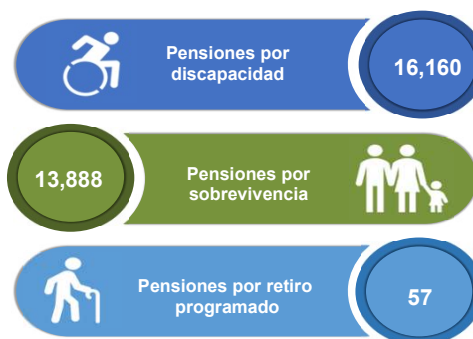 Pensiones por
discapacidad
16,160
13,888
Pensiones por
sobrevivencia
Pensiones por retiro
programado
57